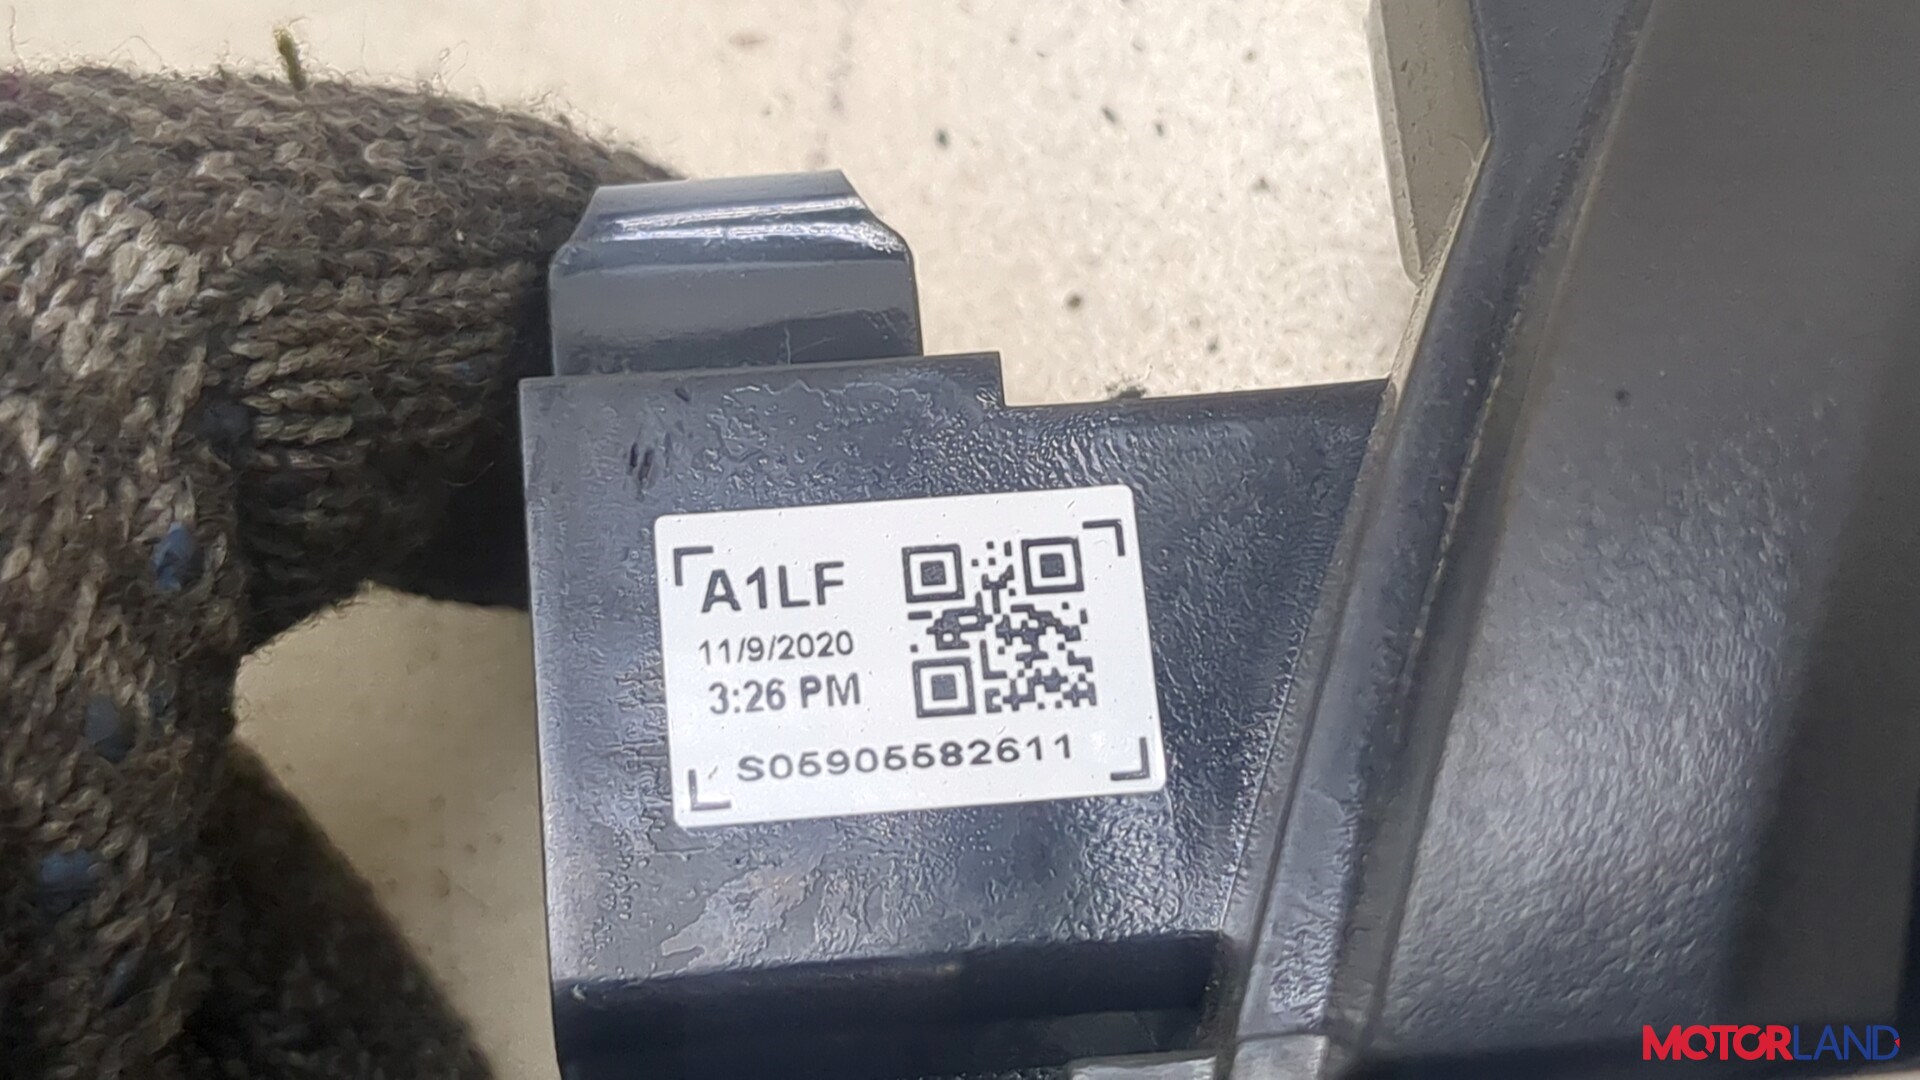 A1LF
11/9/2020
3:26 PM
S05905582611
MOTORLAND